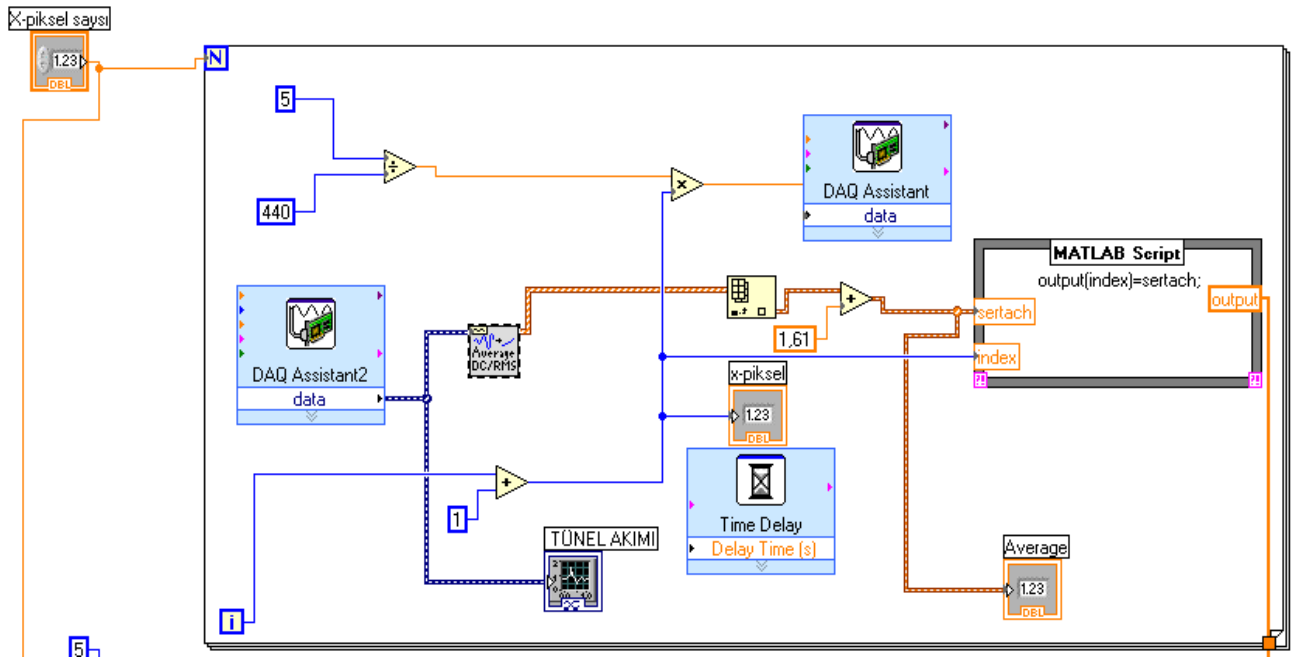 X-piksel saysı
1.23
DBL
N
5
÷
440
x
DAQ Assistant
data
MATLAB Script
output(index)=sertach;
output
sertach
index
+
1,61
DAQ Assistant2
data
Average
DC/RMS
x-piksel
1.23
DBL
+
1
Time Delay
Delay Time (s)
TÜNEL AKIMI
Average
1.23
DBL
i
5